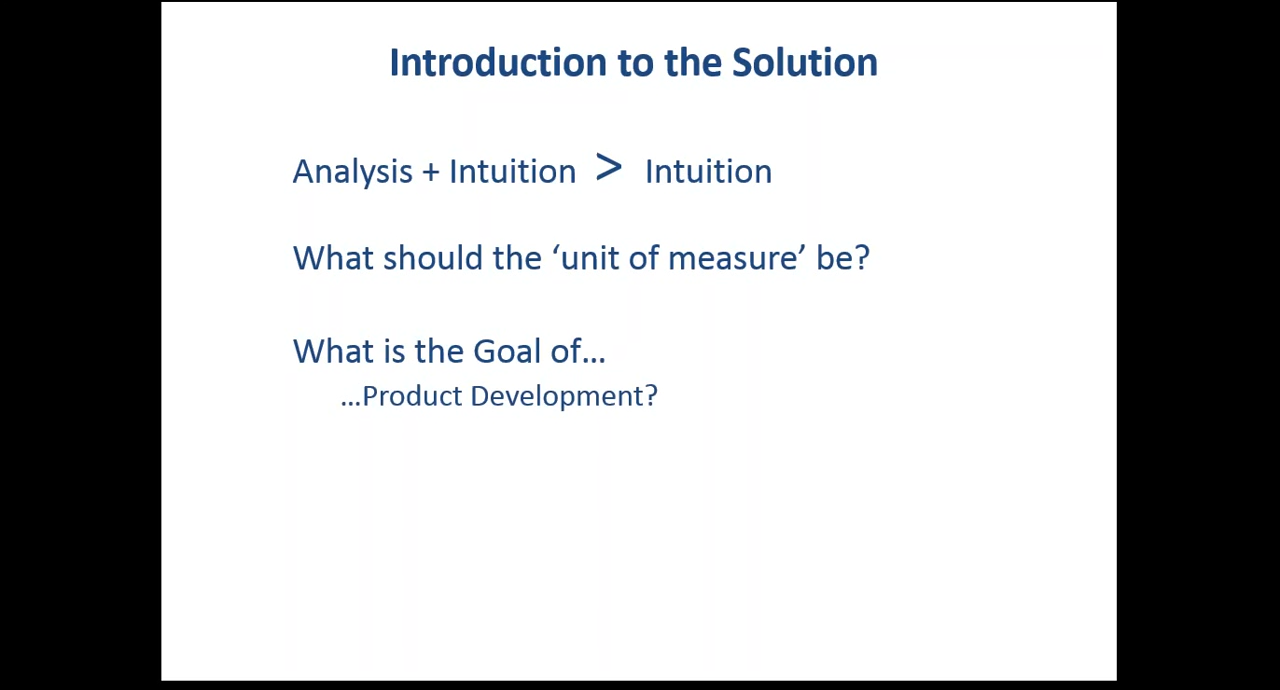 Introduction to the Solution
Analysis + Intuition > Intuition
What should the ‘unit of measure’ be?
What is the Goal of…
…Product Development?